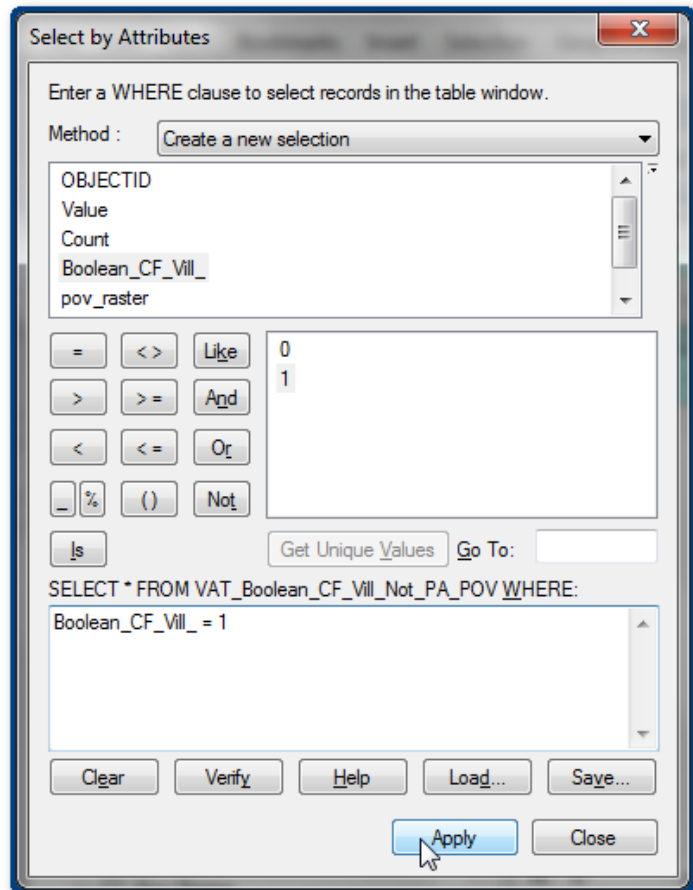 Select by Attributes
Enter a WHERE clause to select records in the table window.
Method : Create a new selection
OBJECTID
Value
Count
Boolean_CF_Vill_
pov_raster
= < > Like
> > = And
< < = Or
_ % ( ) Not
Is
0
1
Get Unique Values Go To:
SELECT * FROM VAT_Boolean_CF_Vill_Not_PA_POV WHERE:
Boolean_CF_Vill_ = 1
Clear Verify Help Load... Save...
Apply Close